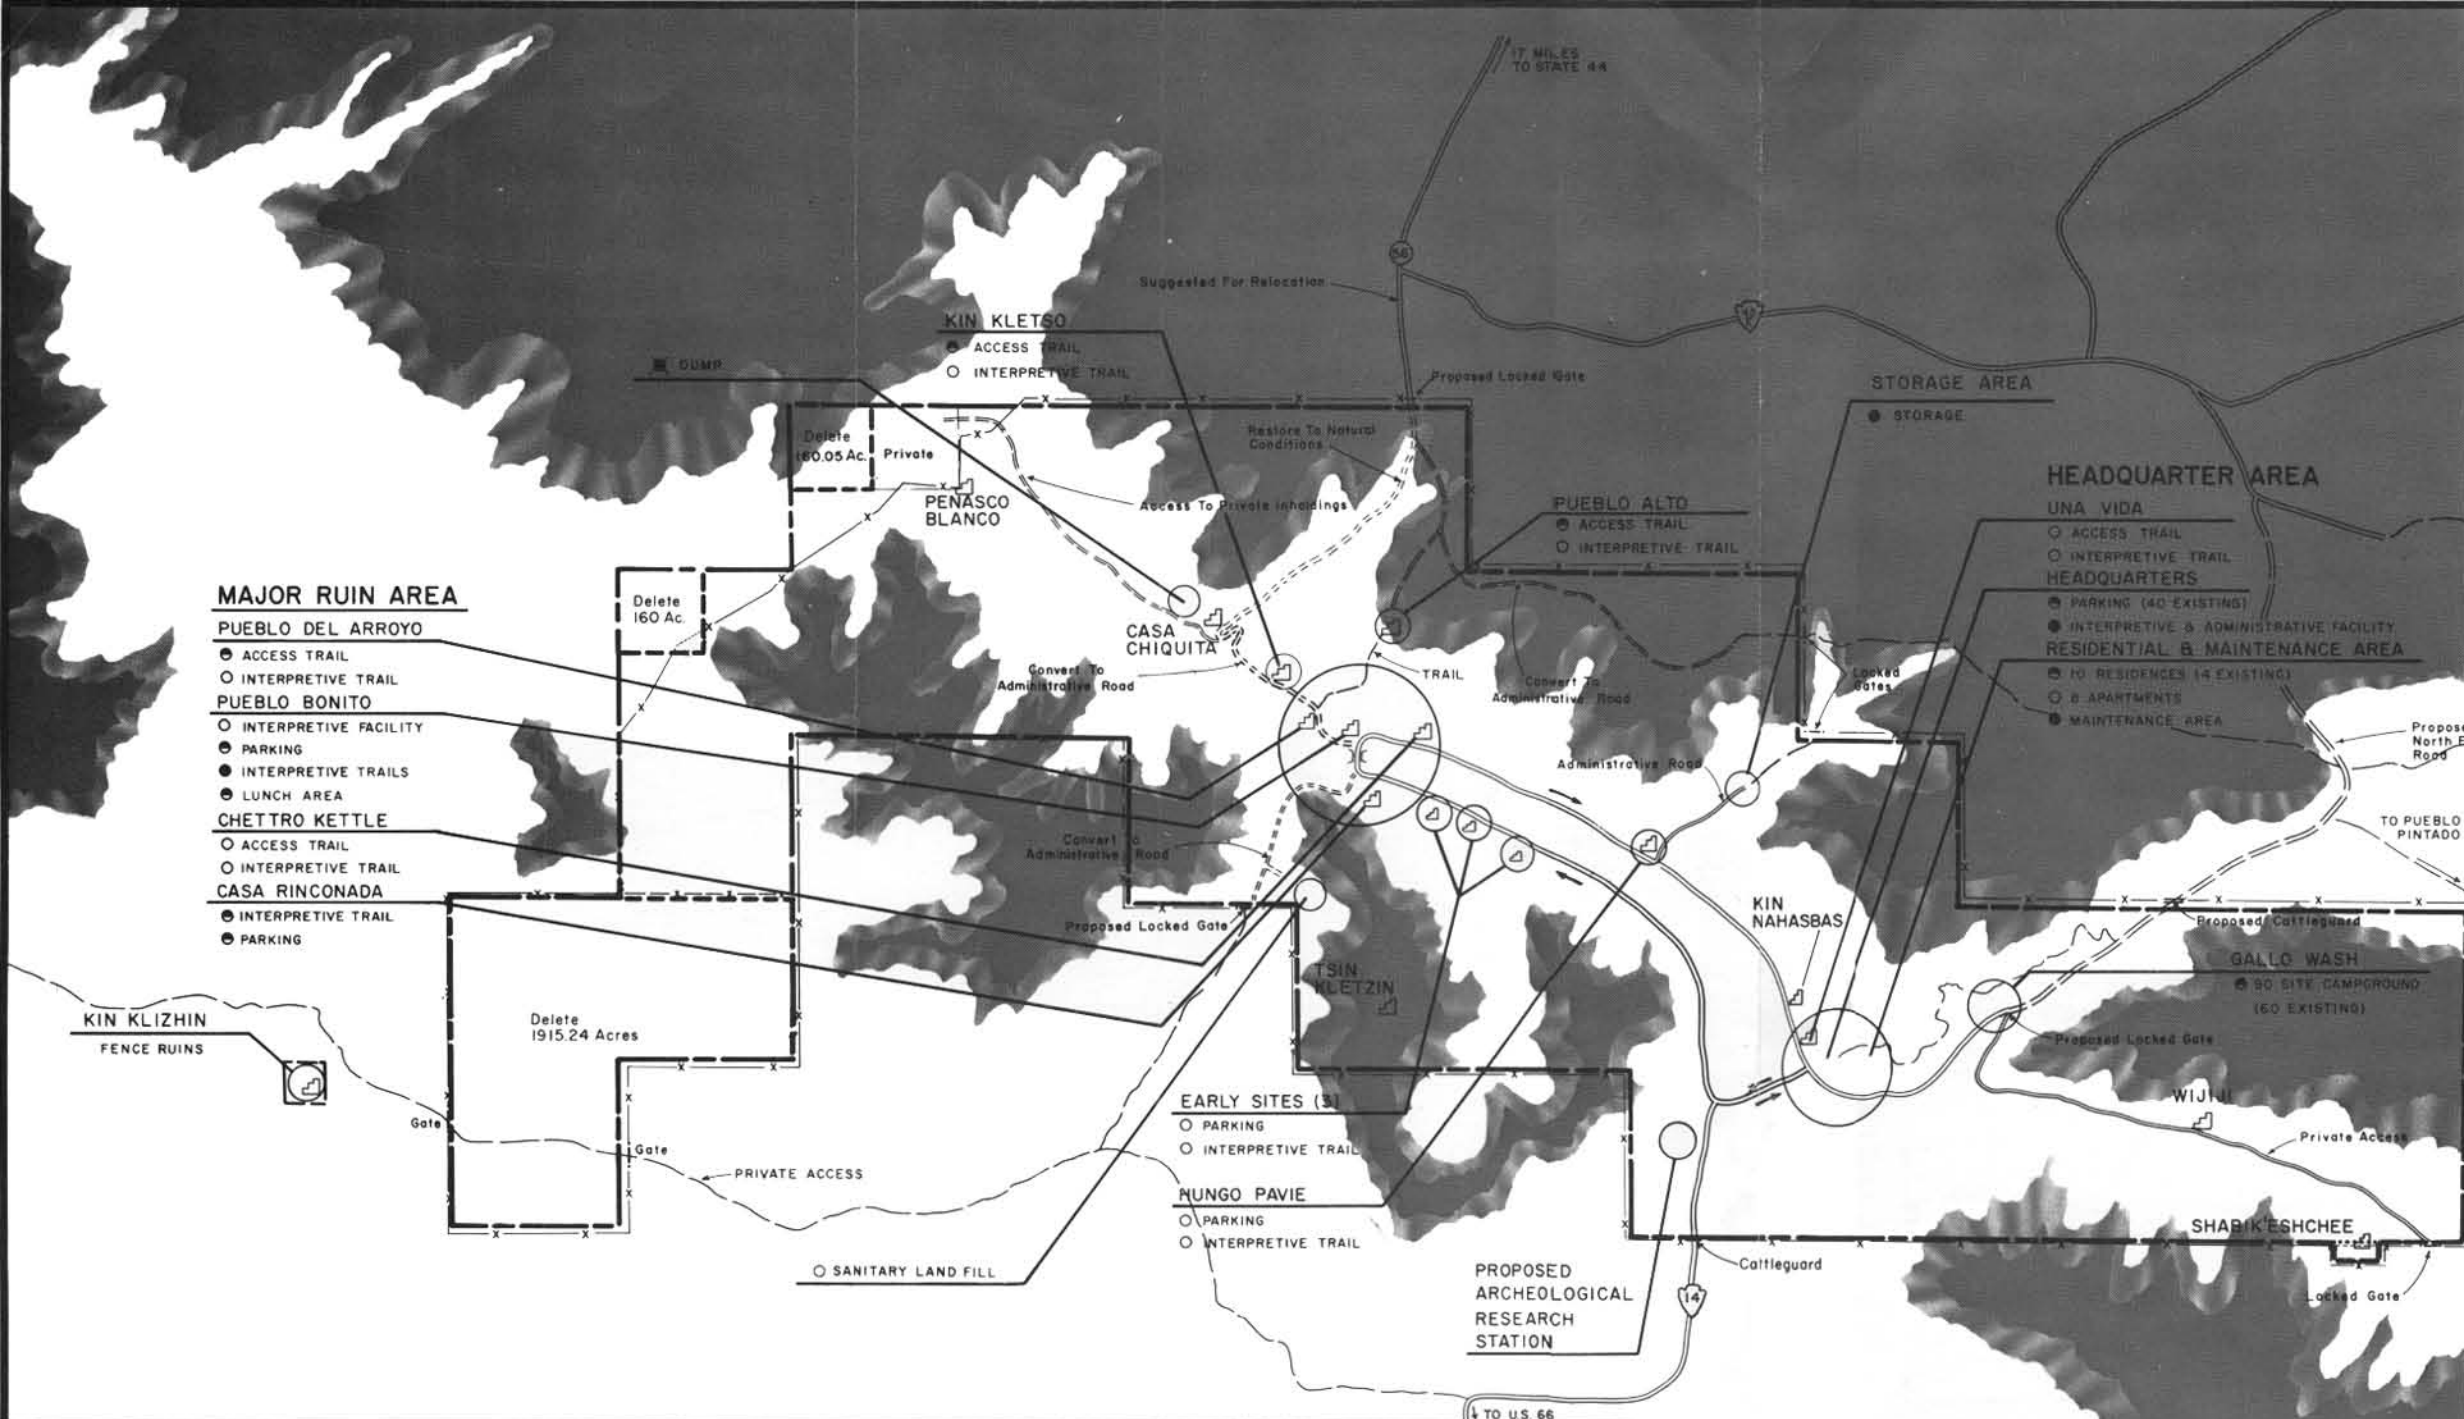 17 MILES
TO STATE 44
56
Suggested For Relocation
KIN KLETSO
ACCESS TRAIL
INTERPRETIVE TRAIL
DUMP
Proposed Locked Gate
STORAGE AREA
STORAGE
Delete
160.05 Ac.
Private
Restore To Natural
Conditions
PENASCO
BLANCO
Access To Private Inholdings
PUEBLO ALTO
ACCESS TRAIL
INTERPRETIVE TRAIL
HEADQUARTER AREA
UNA VIDA
ACCESS TRAIL
INTERPRETIVE TRAIL
HEADQUARTERS
PARKING (40 EXISTING)
INTERPRETIVE & ADMINISTRATIVE FACILITY
RESIDENTIAL & MAINTENANCE AREA
10 RESIDENCES (4 EXISTING)
8 APARTMENTS
MAINTENANCE AREA
MAJOR RUIN AREA
PUEBLO DEL ARROYO
ACCESS TRAIL
INTERPRETIVE TRAIL
PUEBLO BONITO
INTERPRETIVE FACILITY
PARKING
INTERPRETIVE TRAILS
LUNCH AREA
CHETTRO KETTLE
ACCESS TRAIL
INTERPRETIVE TRAIL
CASA RINCONADA
INTERPRETIVE TRAIL
PARKING
Delete
160 Ac.
CASA
CHIQUITA
Convert To
Administrative Road
TRAIL
Convert To
Administrative Road
Locked
Gates
Administrative Road
Propos
North E
Road
TO PUEBLO
PINTADO
Convert To
Administrative Road
Proposed Locked Gate
KIN
NAHASBAS
Proposed Cattleguard
GALLO WASH
90 SITE CAMPGROUND
(60 EXISTING)
Proposed Locked Gate
TSIN
KLETZIN
KIN KLIZHIN
FENCE RUINS
Delete
1915.24 Acres
Gate
Gate
PRIVATE ACCESS
EARLY SITES (3)
PARKING
INTERPRETIVE TRAIL
HUNGO PAVIE
PARKING
INTERPRETIVE TRAIL
SANITARY LAND FILL
WIJIJI
Private Access
SHABIK'ESHCHEE
Locked Gate
Cattleguard
PROPOSED
ARCHEOLOGICAL
RESEARCH
STATION
14
TO U.S. 66